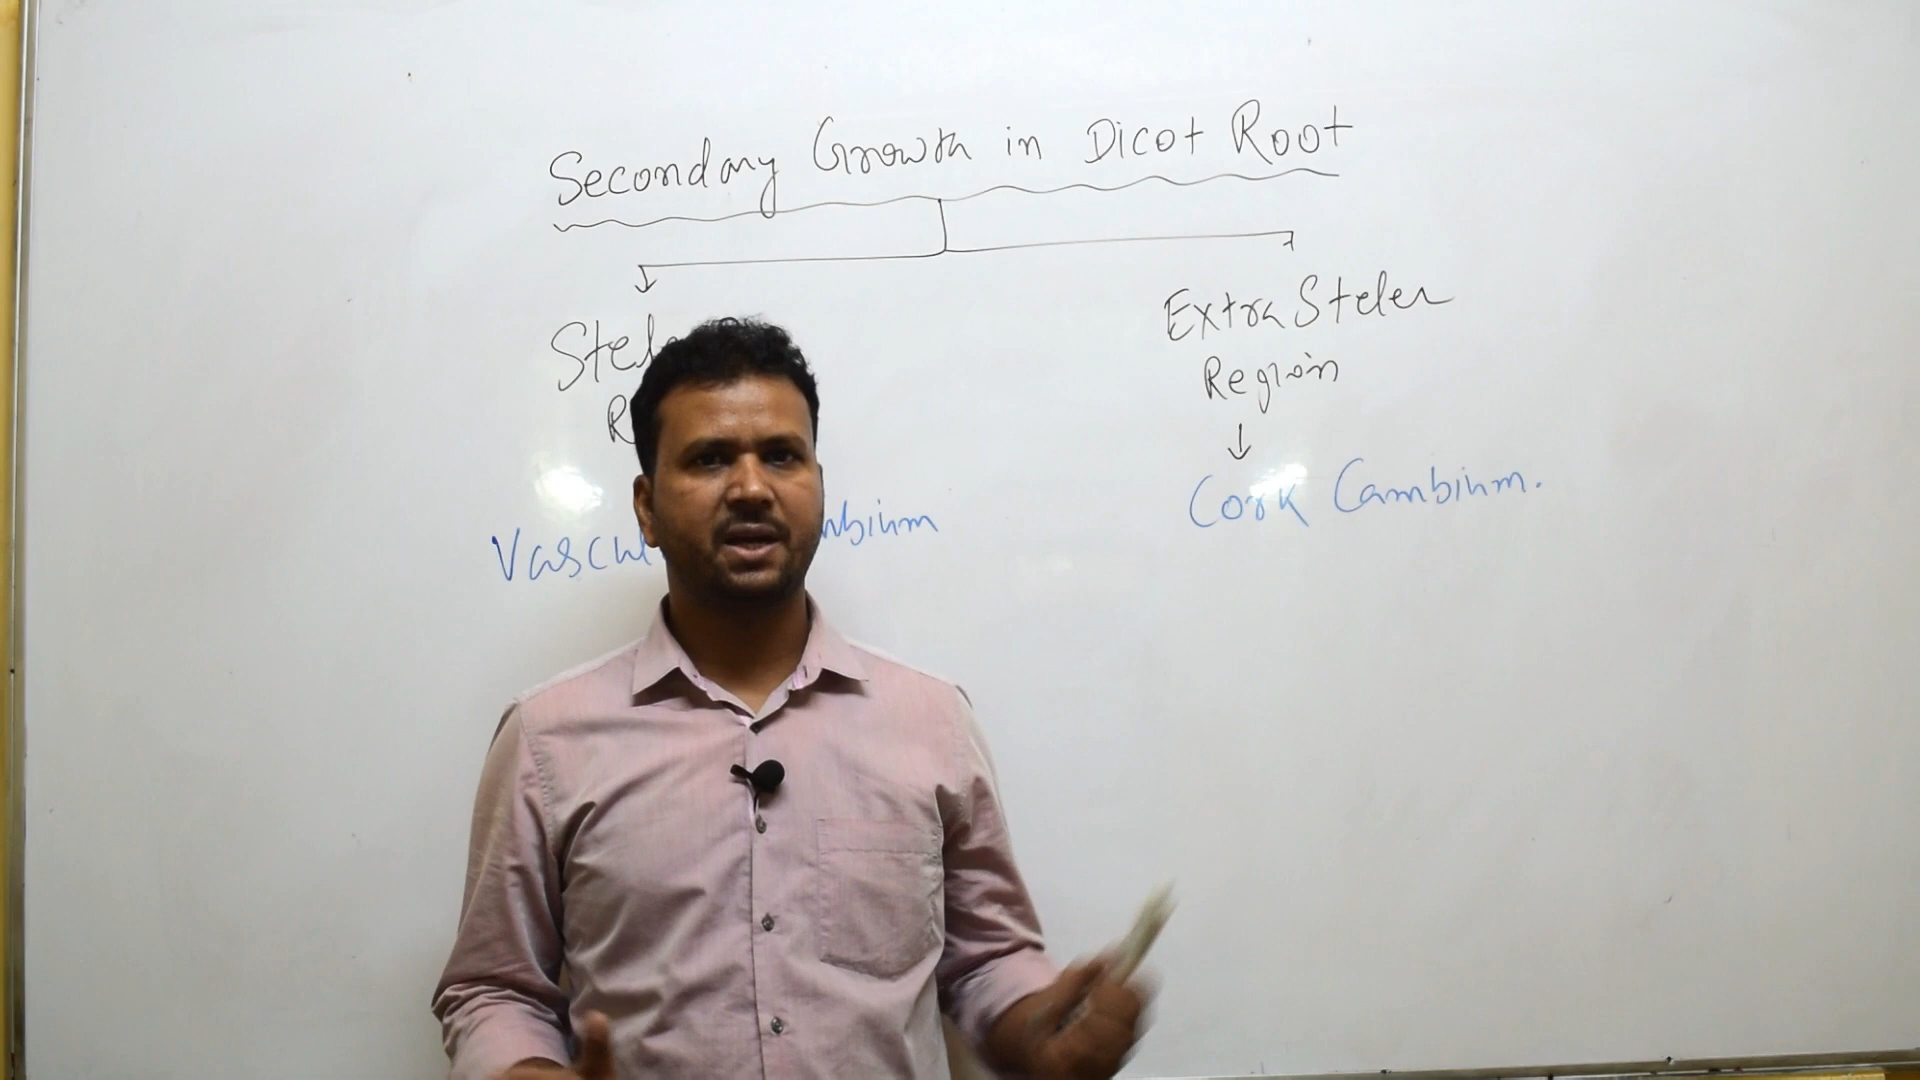 Secondary Growth in Dicot Root
Extra Steler
Region
Cork Cambium.